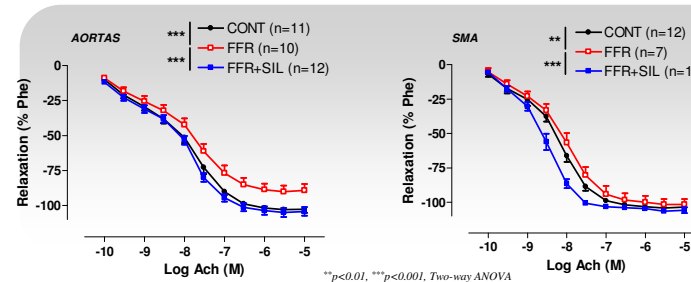 AORTAS
*** CONT (n=11)
*** FFR (n=10)
FFR+SIL (n=12)
Relaxation (% Phe)
0
-25
-50
-75
-100
-10 -9 -8 -7 -6 -5
Log Ach (M)
SMA
** CONT (n=12)
*** FFR (n=7)
FFR+SIL (n=1
Relaxation (% Phe)
0
-25
-50
-75
-100
-10 -9 -8 -7 -6 -5
Log Ach (M)
**p<0.01, ***p<0.001, Two-way ANOVA